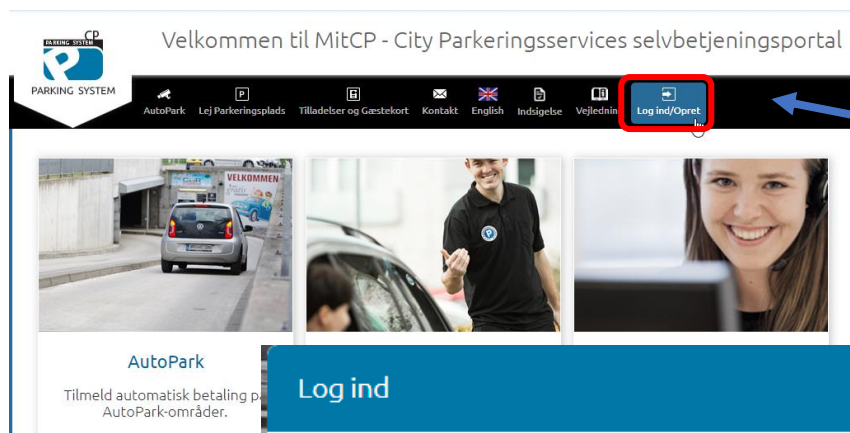 CP
PARKING SYSTEM
PARKING SYSTEM
Velkommen til MitCP - City Parkeringsservices selvbetjeningsportal
AutoPark Lej Parkeringsplads Tilladelser og Gæstekort Kontakt English Indsigelse Vejledning Log ind/Opret
VELKOMMEN
AutoPark
Tilmeld automatisk betaling
AutoPark-områder.
Log ind